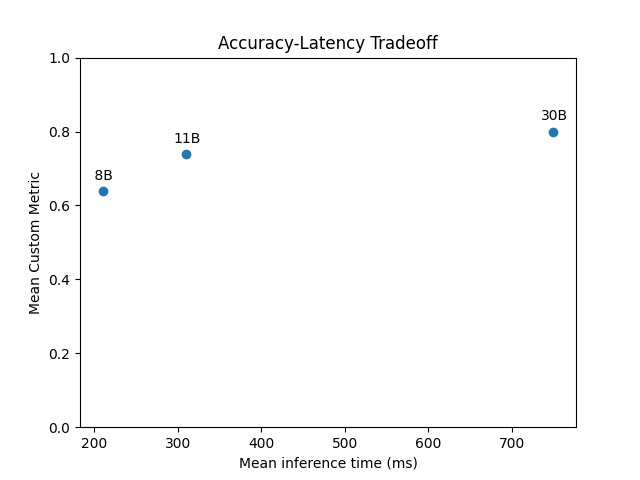 Accuracy-Latency Tradeoff
1.0
0.8
0.6
0.4
0.2
0.0
Mean Custom Metric
8B
11B
30B
200 300 400 500 600 700
Mean inference time (ms)